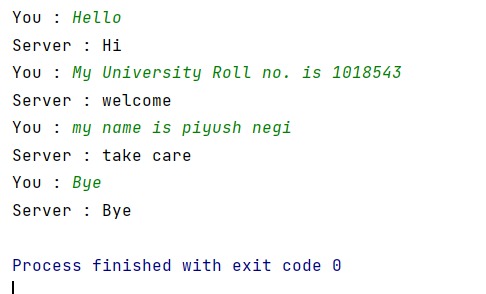 You : Hello
Server : Hi
You : My University Roll no. is 1018543
Server : welcome
You : my name is piyush negi
Server : take care
You : Bye
Server : Bye
Process finished with exit code 0